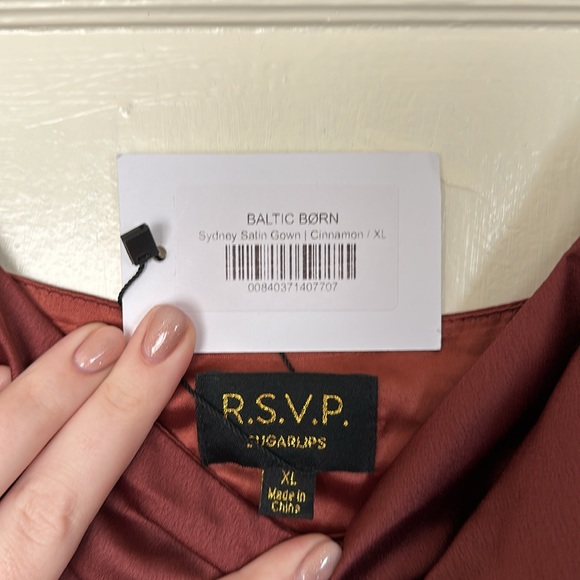 BALTIC BØRN
Sydney Satin Gown | Cinnamon / XL
00840371407707
R.S.V.P.
SUGARLIPS
XL
Made in
China